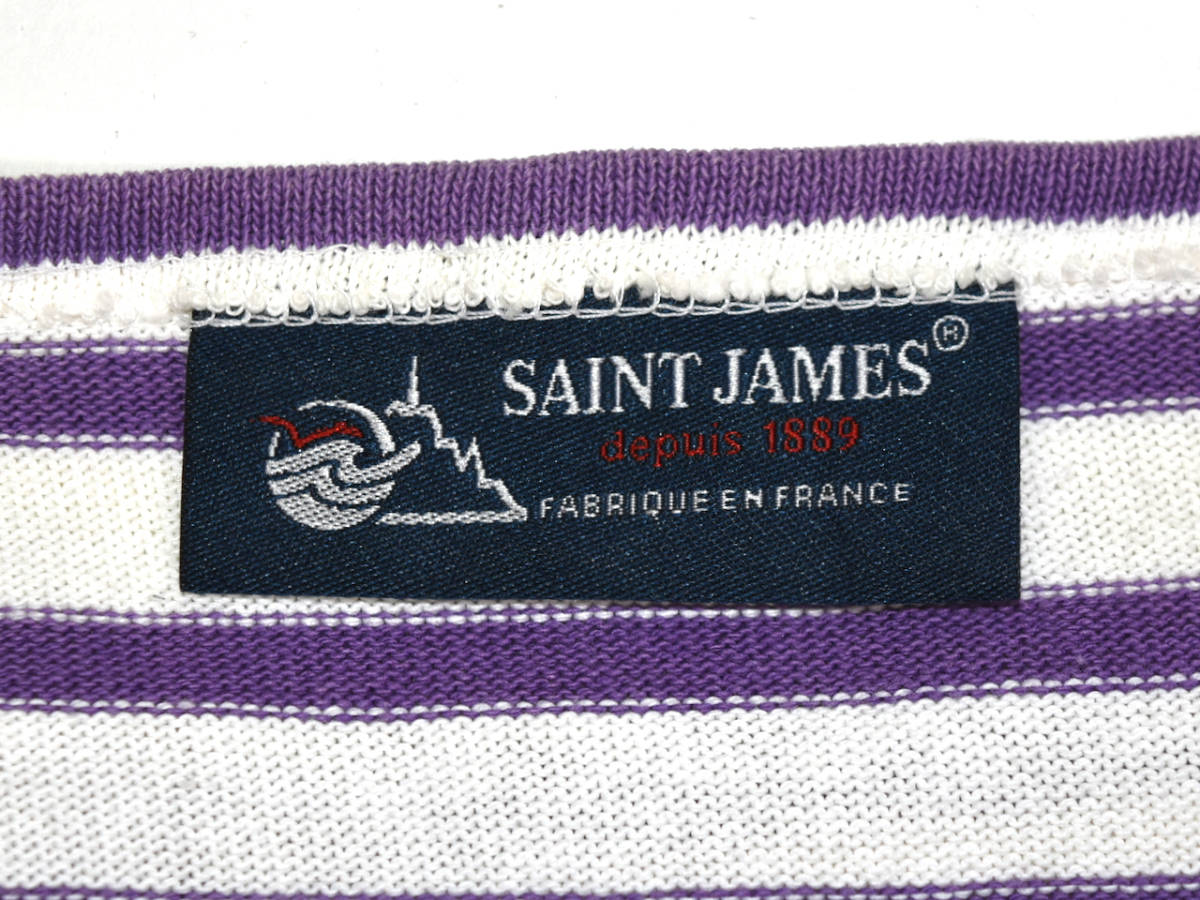 SAINT JAMES®
depuis 1889
FABRIQUE EN FRANCE